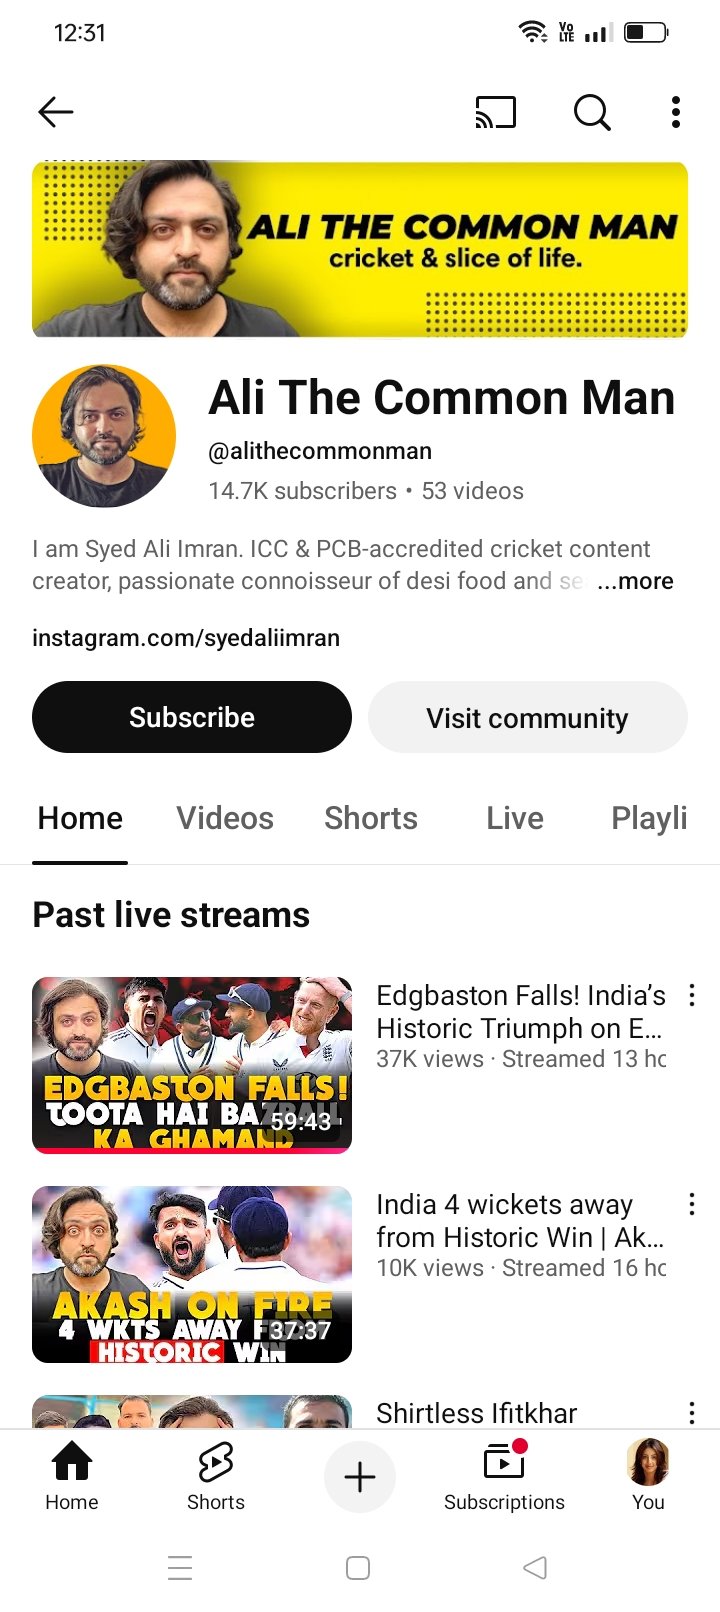 12:31
Vo
LTE
ALI THE COMMON MAN
cricket & slice of life.
Ali The Common Man
@alithecommonman
14.7K subscribers • 53 videos
I am Syed Ali Imran. ICC & PCB-accredited cricket content
creator, passionate connoisseur of desi food and se ...more
instagram.com/syedaliimran
Subscribe
Visit community
Home Videos Shorts Live Playli
Past live streams
EDGBASTON FALLS!
TOOTA HAI BAZBALL
KA GHAMAND
59:43
Edgbaston Falls! India’s
Historic Triumph on E...
37K views · Streamed 13 hc
AKASH ON FIRE
4 WKTS AWAY F
37:37
HISTORIC WIN
India 4 wickets away
from Historic Win | Ak...
10K views · Streamed 16 hc
Shirtless Ifitkhar
Home
Shorts
Subscriptions
You